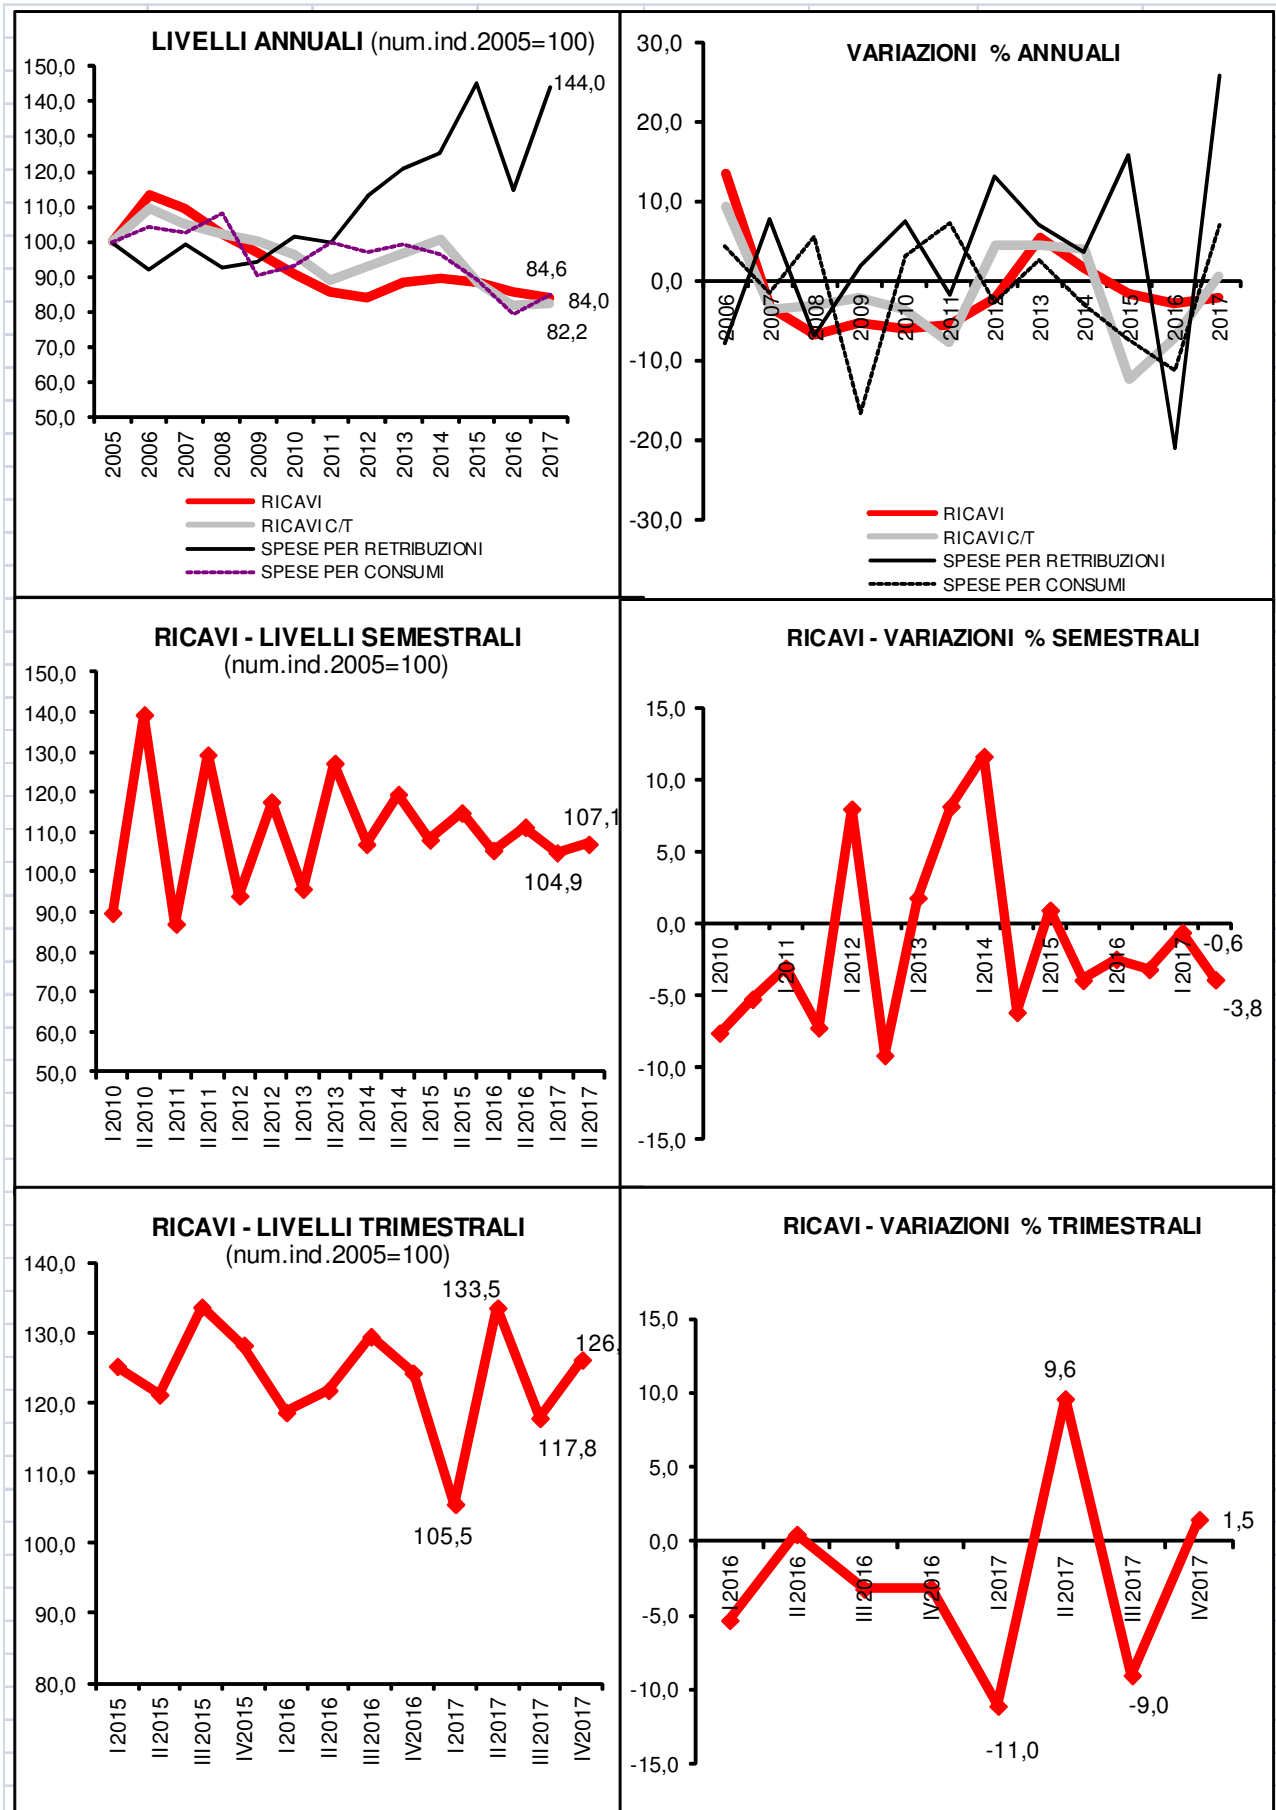 LIVELLI ANNUALI (num.ind.2005=100)
150,0
140,0
130,0
120,0
110,0
100,0
90,0
80,0
70,0
60,0
50,0
144,0
84,6
84,0
82,2
2005
2006
2007
2008
2009
2010
2011
2012
2013
2014
2015
2016
2017
RICAVI
RICAVI C/T
SPESE PER RETRIBUZIONI
SPESE PER CONSUMI
VARIAZIONI % ANNUALI
30,0
20,0
10,0
0,0
-10,0
-20,0
-30,0
2006
2007
2008
2009
2010
2011
2012
2013
2014
2015
2016
2017
RICAVI
RICAVI C/T
SPESE PER RETRIBUZIONI
SPESE PER CONSUMI
RICAVI - LIVELLI SEMESTRALI
(num.ind.2005=100)
150,0
140,0
130,0
120,0
110,0
100,0
90,0
80,0
70,0
60,0
50,0
107,1
104,9
I 2010
II 2010
I 2011
II 2011
I 2012
II 2012
I 2013
II 2013
I 2014
II 2014
I 2015
II 2015
I 2016
II 2016
I 2017
II 2017
RICAVI - VARIAZIONI % SEMESTRALI
15,0
10,0
5,0
0,0
-5,0
-10,0
-15,0
I 2010
I 2011
I 2012
I 2013
I 2014
I 2015
I 2016
I 2017
-0,6
-3,8
RICAVI - LIVELLI TRIMESTRALI
(num.ind.2005=100)
140,0
130,0
120,0
110,0
100,0
90,0
80,0
133,5
126,
117,8
105,5
I 2015
II 2015
III 2015
IV2015
I 2016
II 2016
III 2016
IV2016
I 2017
II 2017
III 2017
IV2017
RICAVI - VARIAZIONI % TRIMESTRALI
15,0
10,0
5,0
0,0
-5,0
-10,0
-15,0
9,6
1,5
-9,0
-11,0
I 2016
II 2016
III 2016
IV2016
I 2017
II 2017
III 2017
IV2017